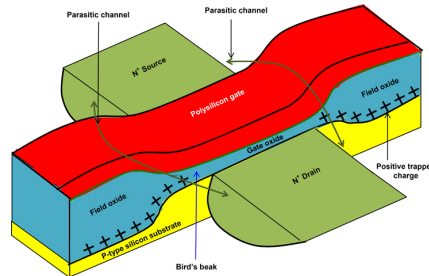 Parasitic channel
Parasitic channel
N+ Source
Polysilicon gate
Gate oxide
Field oxide
Positive trapped
charge
N+ Drain
Field oxide
P-type silicon substrate
Bird's beak